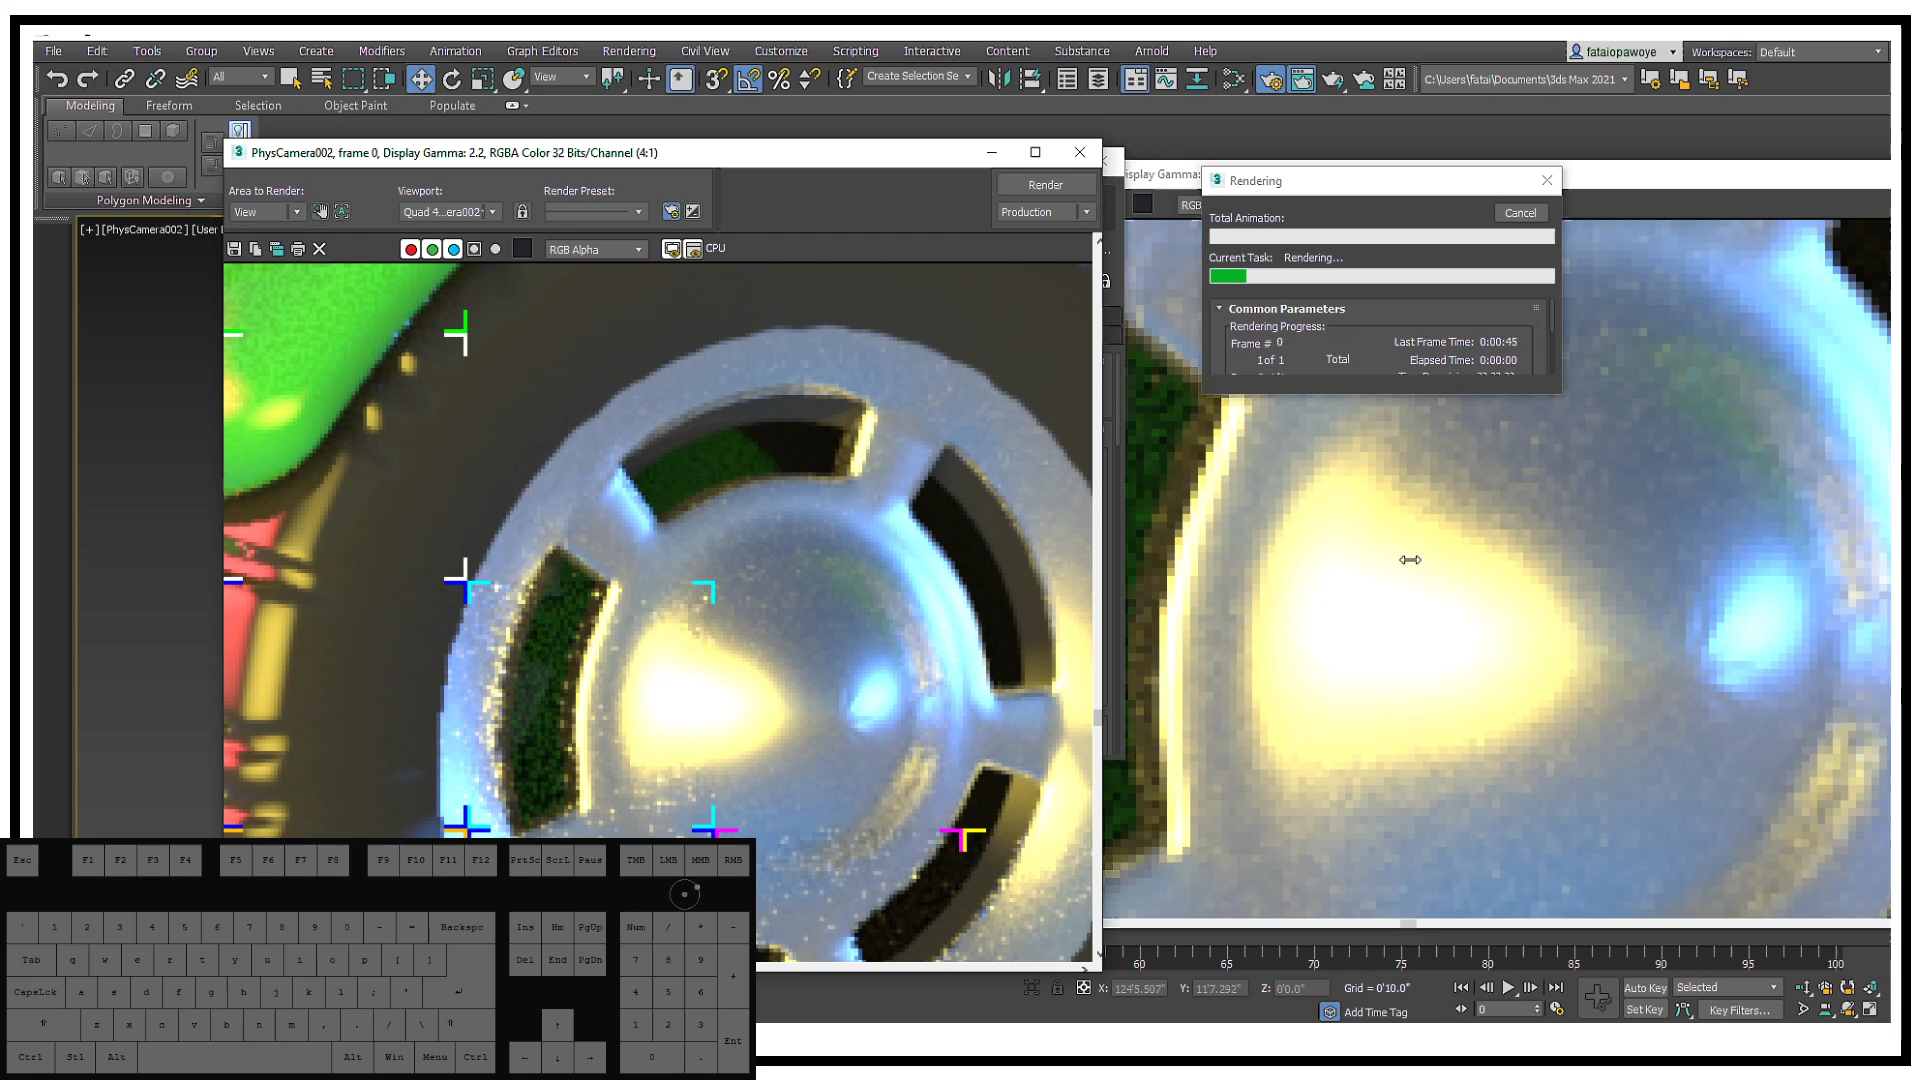 File Edit Tools Group Views Create Modifiers Animation Graph Editors Rendering Civil View Customize Scripting Interactive Content Substance Arnold Help
fataiopawoye Workspaces: Default
All View Create Selection Se C:\Users\fatai\Documents\3ds Max 2021
Modeling Freeform Selection Object Paint Populate
Polygon Modeling
[+] [PhysCamera002 ] [User
PhysCamera002, frame 0, Display Gamma: 2.2, RGBA Color 32 Bits/Channel (4:1)
Area to Render: Viewport: Render Preset: Render
View Quad 4...era002 Production
RGB Alpha CPU
isplay Gamma:
RGB
Rendering
Total Animation: Cancel
Current Task: Rendering...
Common Parameters
Rendering Progress:
Frame # 0 Last Frame Time: 0:00:45
1 of 1 Total Elapsed Time: 0:00:00
Esc F1 F2 F3 F4 F5 F6 F7 F8 F9 F10 F11 F12 PrtSc ScrL Paus TMB LMB MMB RMB
` 1 2 3 4 5 6 7 8 9 0 - = Backspc Ins Hm PgUp Num / * -
Tab q w e r t y u i o p [ ] Del End PgDn 7 8 9 +
CapsLck a s d f g h j k l ; ' ↵ 4 5 6
⇧ z x c v b n m , . / \ ⇧ ↑ 1 2 3 Ent
Ctrl Stl Alt Alt Win Menu Ctrl ← ↓ → 0 .
60 65 70 75 80 85 90 95 100
X: 124'5.507" Y: 11'7.292" Z: 0'0.0" Grid = 0'10.0" Auto Key Selected
Add Time Tag 0 Set Key Key Filters...